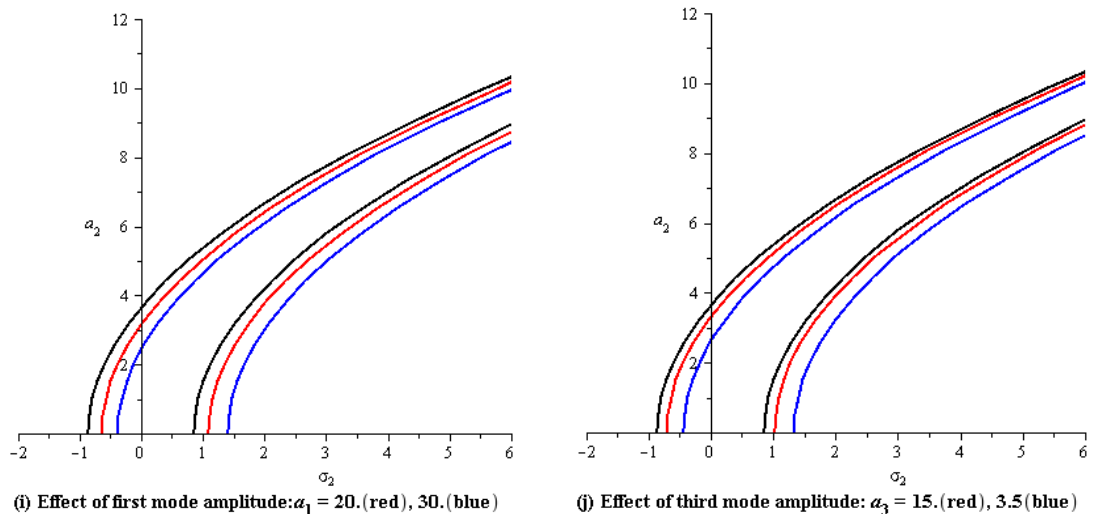 12
10
8
6
4
2
a₂
−2 −1 0 1 2 3 4 5 6
σ₂
(i) Effect of first mode amplitude:a₁ = 20.(red), 30.(blue)
12
10
8
6
4
2
a₂
−2 −1 0 1 2 3 4 5 6
σ₂
(j) Effect of third mode amplitude: a₃ = 15.(red), 3.5(blue)